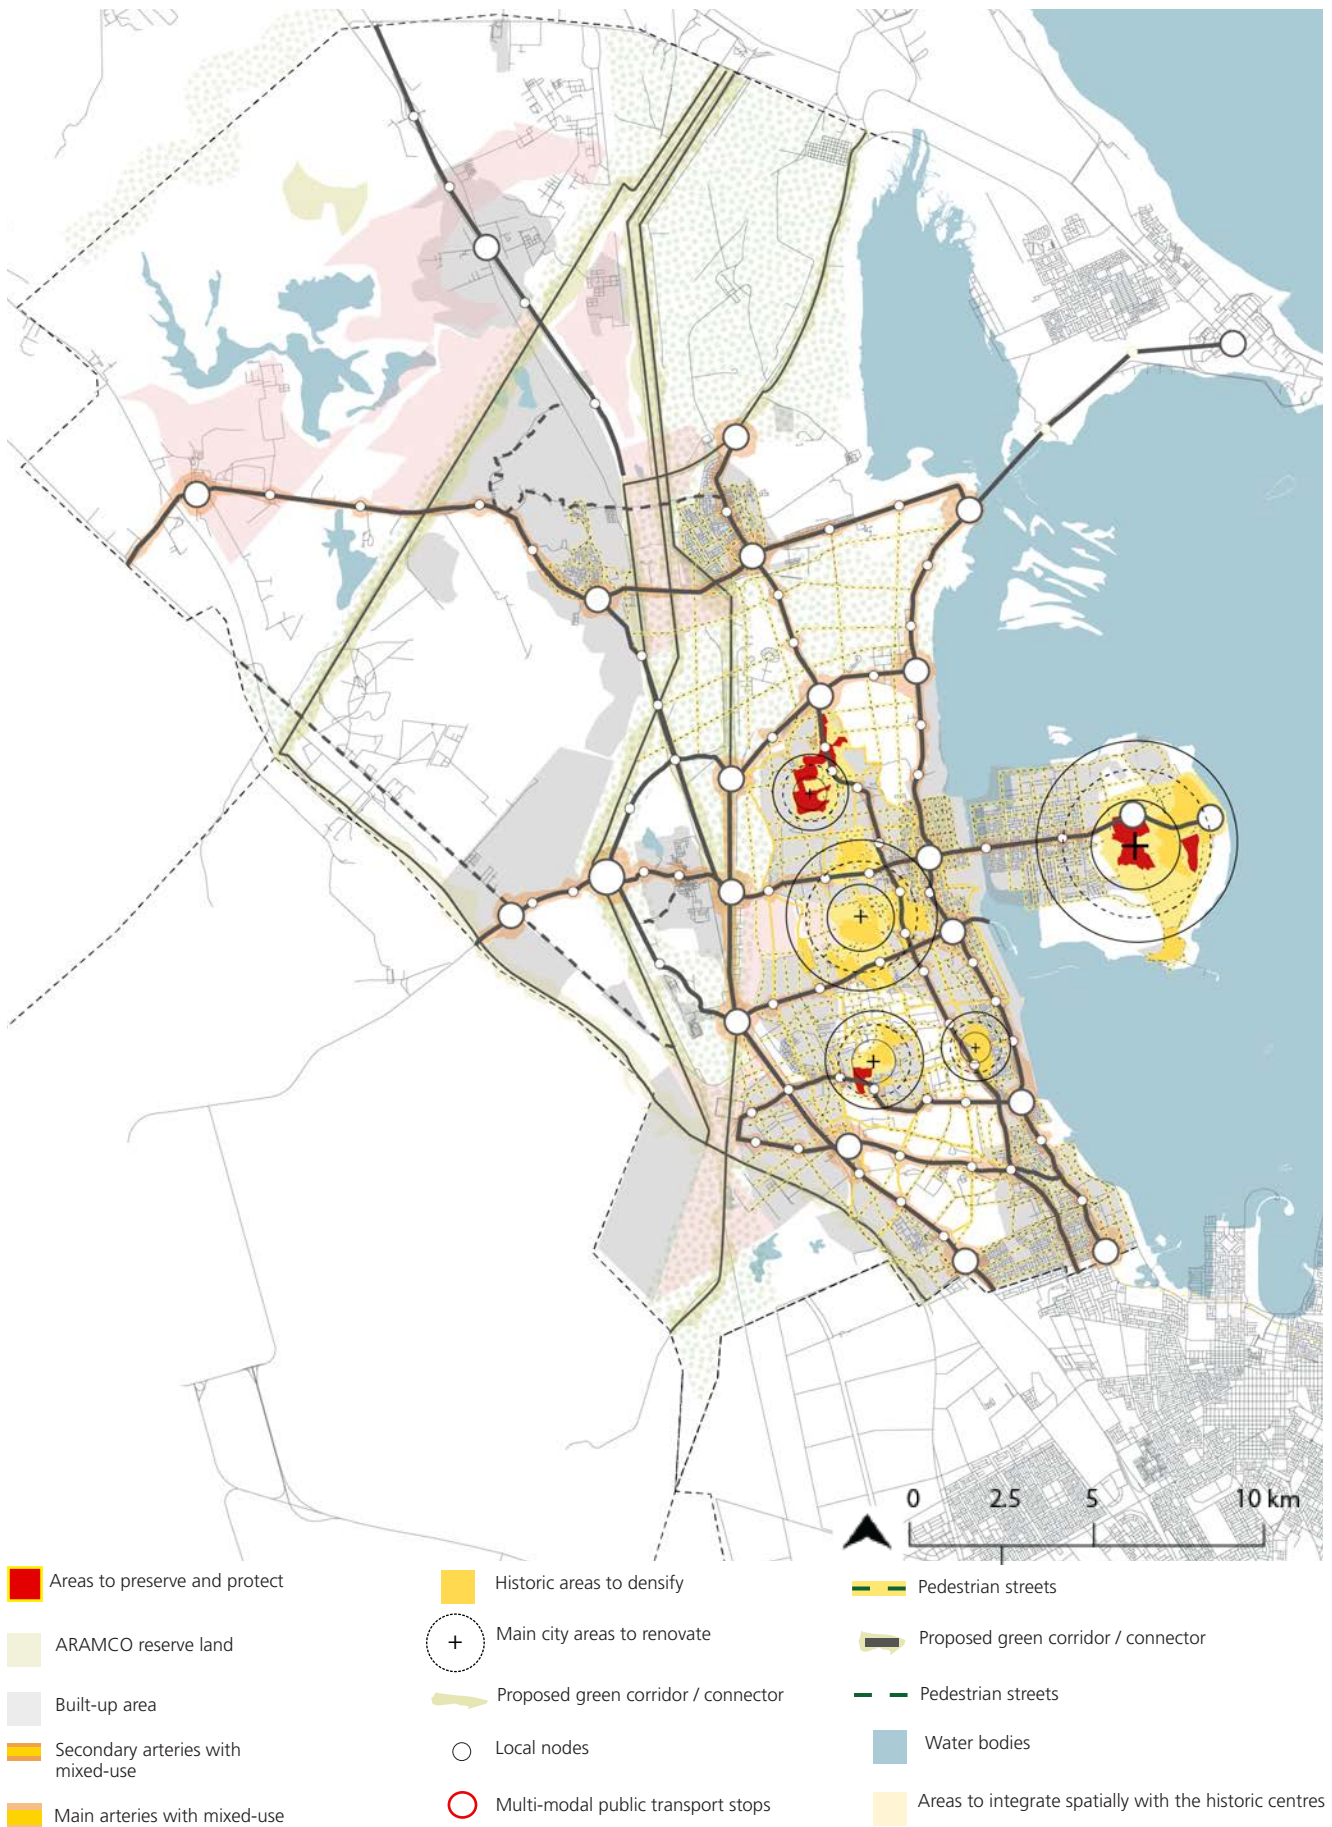 0 2.5 5 10 km
Areas to preserve and protect
ARAMCO reserve land
Built-up area
Secondary arteries with
mixed-use
Main arteries with mixed-use
Historic areas to densify
Main city areas to renovate
Proposed green corridor / connector
Local nodes
Multi-modal public transport stops
Pedestrian streets
Proposed green corridor / connector
Pedestrian streets
Water bodies
Areas to integrate spatially with the historic centres